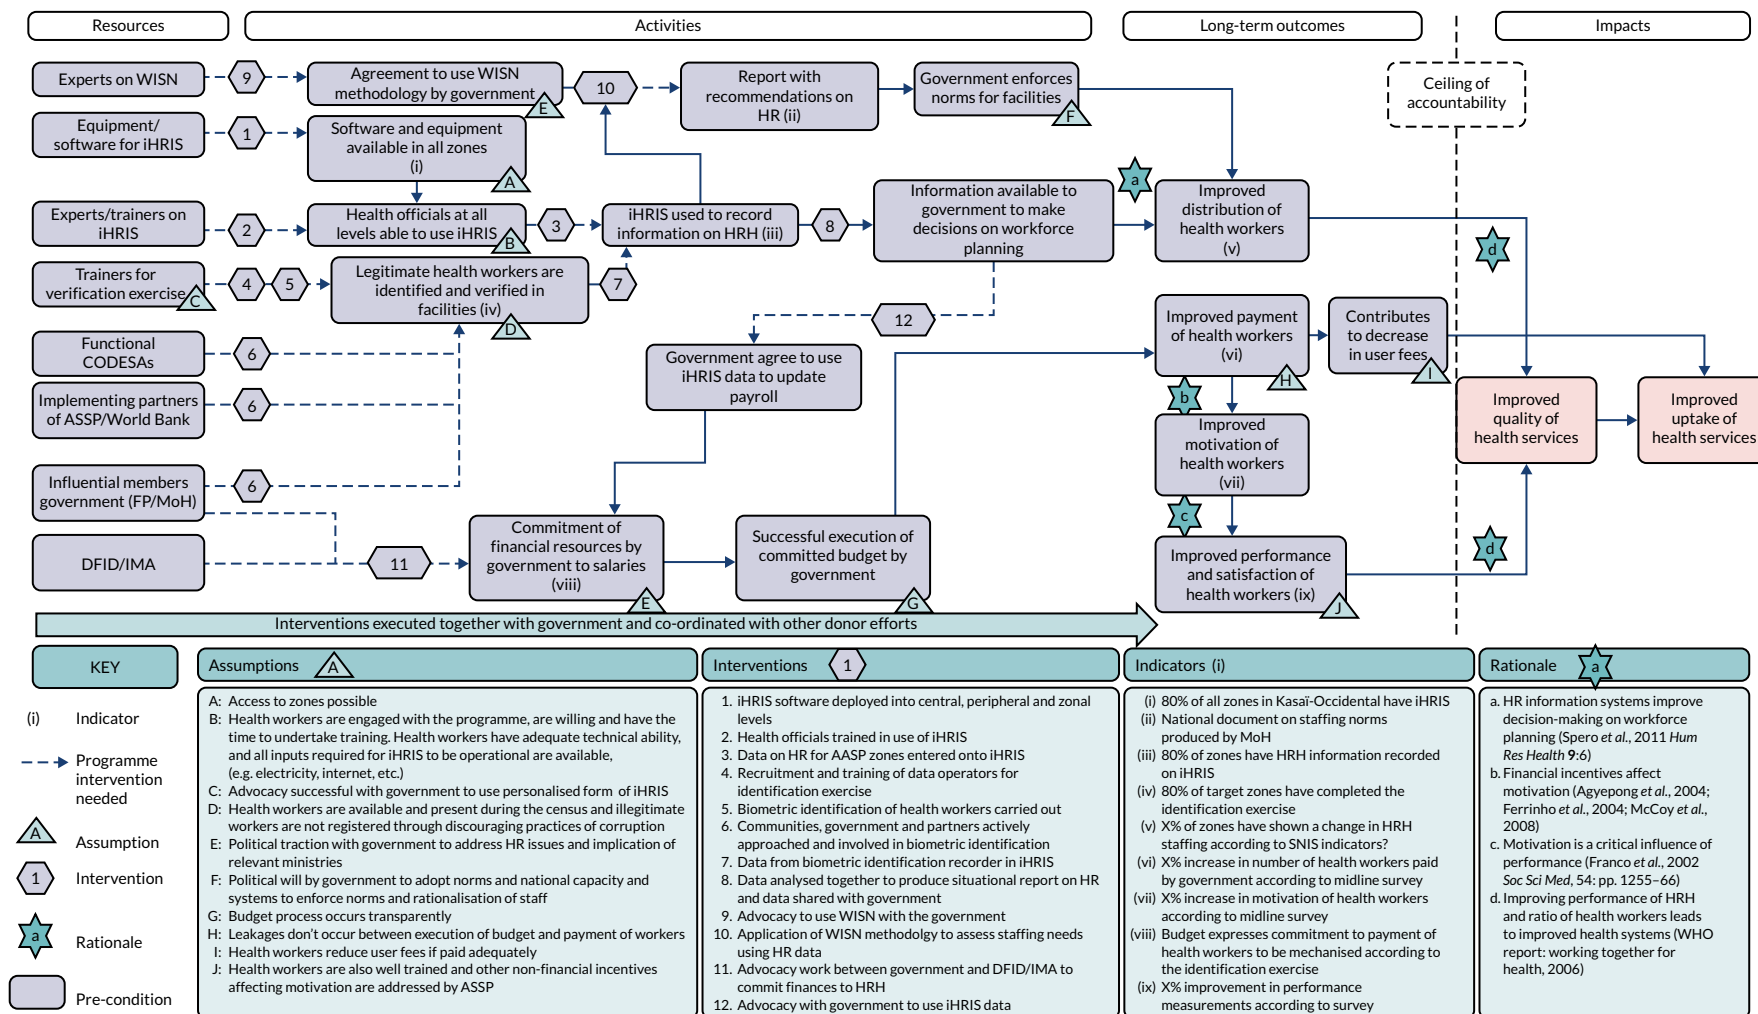 Resources
Activities
Long-term outcomes
Impacts
Ceiling of
accountability
Experts on WISN
9
Agreement to use WISN
methodology by government
E
10
Report with
recommendations on
HR (ii)
Government enforces
norms for facilities
F
Equipment/
software for iHRIS
1
Software and equipment
available in all zones
(i)
A
Experts/trainers on
iHRIS
2
Health officials at all
levels able to use iHRIS
B
3
iHRIS used to record
information on HRH (iii)
8
Information available to
government to make
decisions on workforce
planning
a
Improved
distribution of
health workers
(v)
d
Trainers for
verification exercise
C
4
5
Legitimate health workers are
identified and verified in
facilities (iv)
D
7
12
Functional
CODESAs
6
Implementing partners
of ASSP/World Bank
6
Government agree to use
iHRIS data to update
payroll
Improved payment
of health workers
(vi)
H
Contributes
to decrease
in user fees
I
b
Improved
motivation of
health workers
(vii)
Improved
quality of
health services
Improved
uptake of
health services
Influential members
government (FP/MoH)
6
DFID/IMA
11
Commitment of
financial resources by
government to salaries
(viii)
E
Successful execution of
committed budget by
government
G
c
Improved performance
and satisfaction of
health workers (ix)
J
d
Interventions executed together with government and co-ordinated with other donor efforts
KEY
(i) Indicator
Programme
intervention
needed
A Assumption
1 Intervention
a Rationale
Pre-condition
Assumptions A
A: Access to zones possible
B: Health workers are engaged with the programme, are willing and have the
time to undertake training. Health workers have adequate technical ability,
and all inputs required for iHRIS to be operational are available,
(e.g. electricity, internet, etc.)
C: Advocacy successful with government to use personalised form of iHRIS
D: Health workers are available and present during the census and illegitimate
workers are not registered through discouraging practices of corruption
E: Political traction with government to address HR issues and implication of
relevant ministries
F: Political will by government to adopt norms and national capacity and
systems to enforce norms and rationalisation of staff
G: Budget process occurs transparently
H: Leakages don't occur between execution of budget and payment of workers
I: Healthworkers reduce user fees if paid adequately
J: Health workers are also well trained and other non-financial incentives
affecting motivation are addressed by ASSP
Interventions 1
1. iHRIS software deployed into central, peripheral and zonal
levels
2. Health officials trained in use of iHRIS
3. Data on HR for AASP zones entered onto iHRIS
4. Recruitment and training of data operators for
identification exercise
5. Biometric identification of health workers carried out
6. Communities, government and partners actively
approached and involved in biometric identification
7. Data from biometric identification recorder in iHRIS
8. Data analysed together to produce situational report on HR
and data shared with government
9. Advocacy to use WISN with the government
10. Application of WISN methodolgy to assess staffing needs
using HR data
11. Advocacy work between government and DFID/IMA to
commit finances to HRH
12. Advocacy with government to use iHRIS data
Indicators (i)
(i) 80% of all zones in Kasaï-Occidental have iHRIS
(ii) National document on staffing norms
produced by MoH
(iii) 80% of zones have HRH information recorded
on iHRIS
(iv) 80% of target zones have completed the
identification exercise
(v) X% of zones have shown a change in HRH
staffing according to SNIS indicators?
(vi) X% increase in number of health workers paid
by government according to midline survey
(vii) X% increase in motivation of health workers
according to midline survey
(viii) Budget expresses commitment to payment of
health workers to be mechanised according to
the identification exercise
(ix) X% improvement in performance
measurements according to survey
Rationale a
a. HR information systems improve
decision-making on workforce
planning (Spero et al., 2011 Hum
Res Health 9:6)
b. Financial incentives affect
motivation (Agyepong et al., 2004;
Ferrinho et al., 2004; McCoy et al.,
2008)
c. Motivation is a critical influence of
performance (Franco et al., 2002
Soc Sci Med, 54: pp. 1255–66)
d. Improving performance of HRH
and ratio of health workers leads
to improved health systems (WHO
report: working together for
health, 2006)